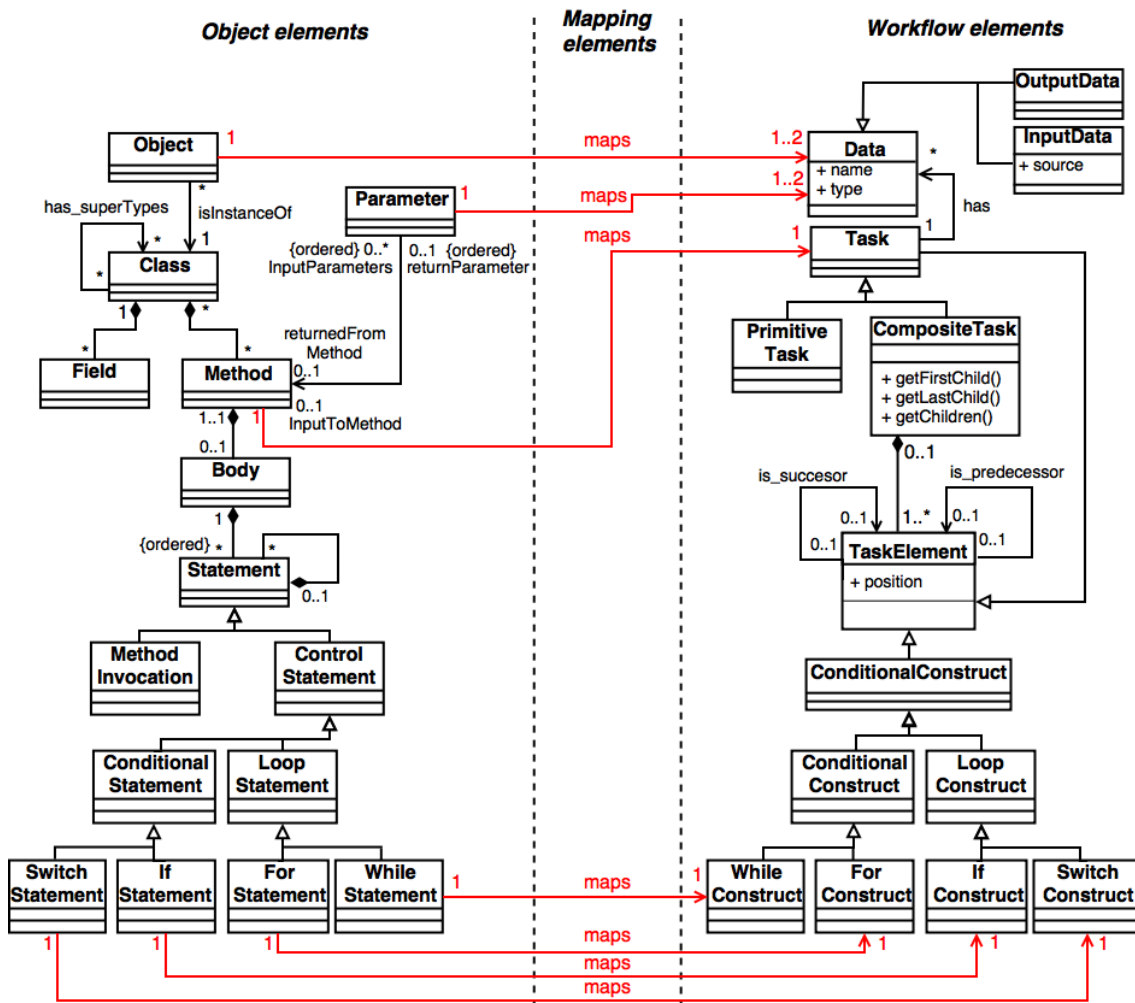 Object elements
Mapping
elements
Workflow elements
OutputData
InputData
+ source
Object
1
maps
1..2
Data
+ name
+ type
*
*
has_superTypes
isInstanceOf
*
1
Parameter
1
maps
1..2
has
1
{ordered} 0..*
InputParameters
0..1 {ordered}
returnParameter
maps
1
Task
Class
*
1
*
Primitive
Task
CompositeTask
+ getFirstChild()
+ getLastChild()
+ getChildren()
returnedFrom
Method
0..1
*
*
Field
Method
0..1
InputToMethod
1..1
1
0..1
Body
0..1
is_succesor
is_predecessor
1
{ordered}
*
*
0..1
1..*
0..1
0..1
0..1
Statement
0..1
TaskElement
+ position
Method
Invocation
Control
Statement
ConditionalConstruct
Conditional
Statement
Loop
Statement
Conditional
Construct
Loop
Construct
Switch
Statement
If
Statement
For
Statement
While
Statement
1
maps
1
While
Construct
For
Construct
If
Construct
Switch
Construct
1
1
1
maps
1
1
1
maps
maps